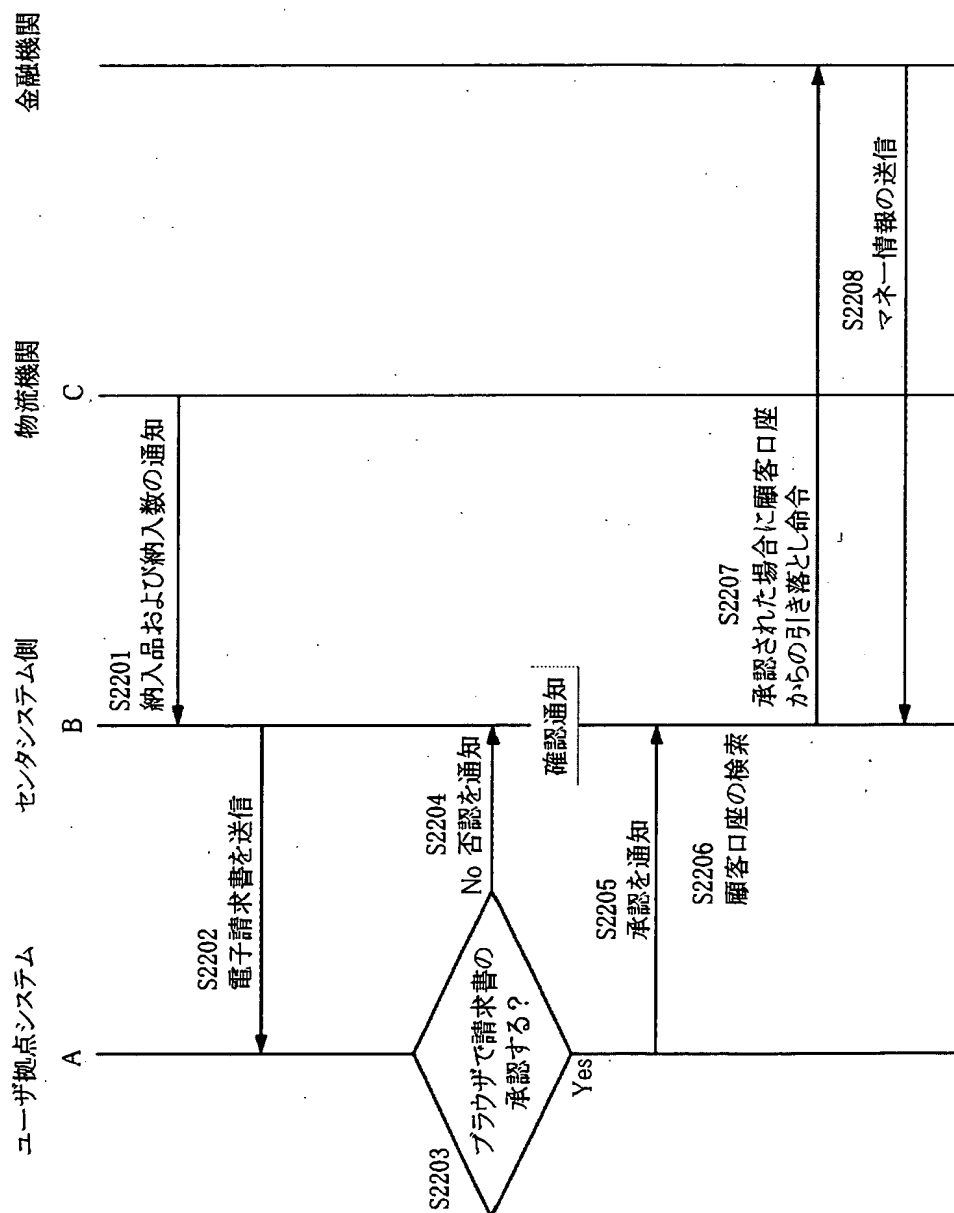 ユーザ拠点システム
センタシステム側
物流機関
金融機関
A
B
C
S2201
納入品および納入数の通知
S2202
電子請求書を送信
S2203
ブラウザで請求書の
承認する?
S2204
No 否認を通知
確認通知
Yes
S2205
承認を通知
S2206
顧客口座の検索
S2207
承認された場合に顧客口座
からの引き落とし命令
S2208
マネー情報の送信